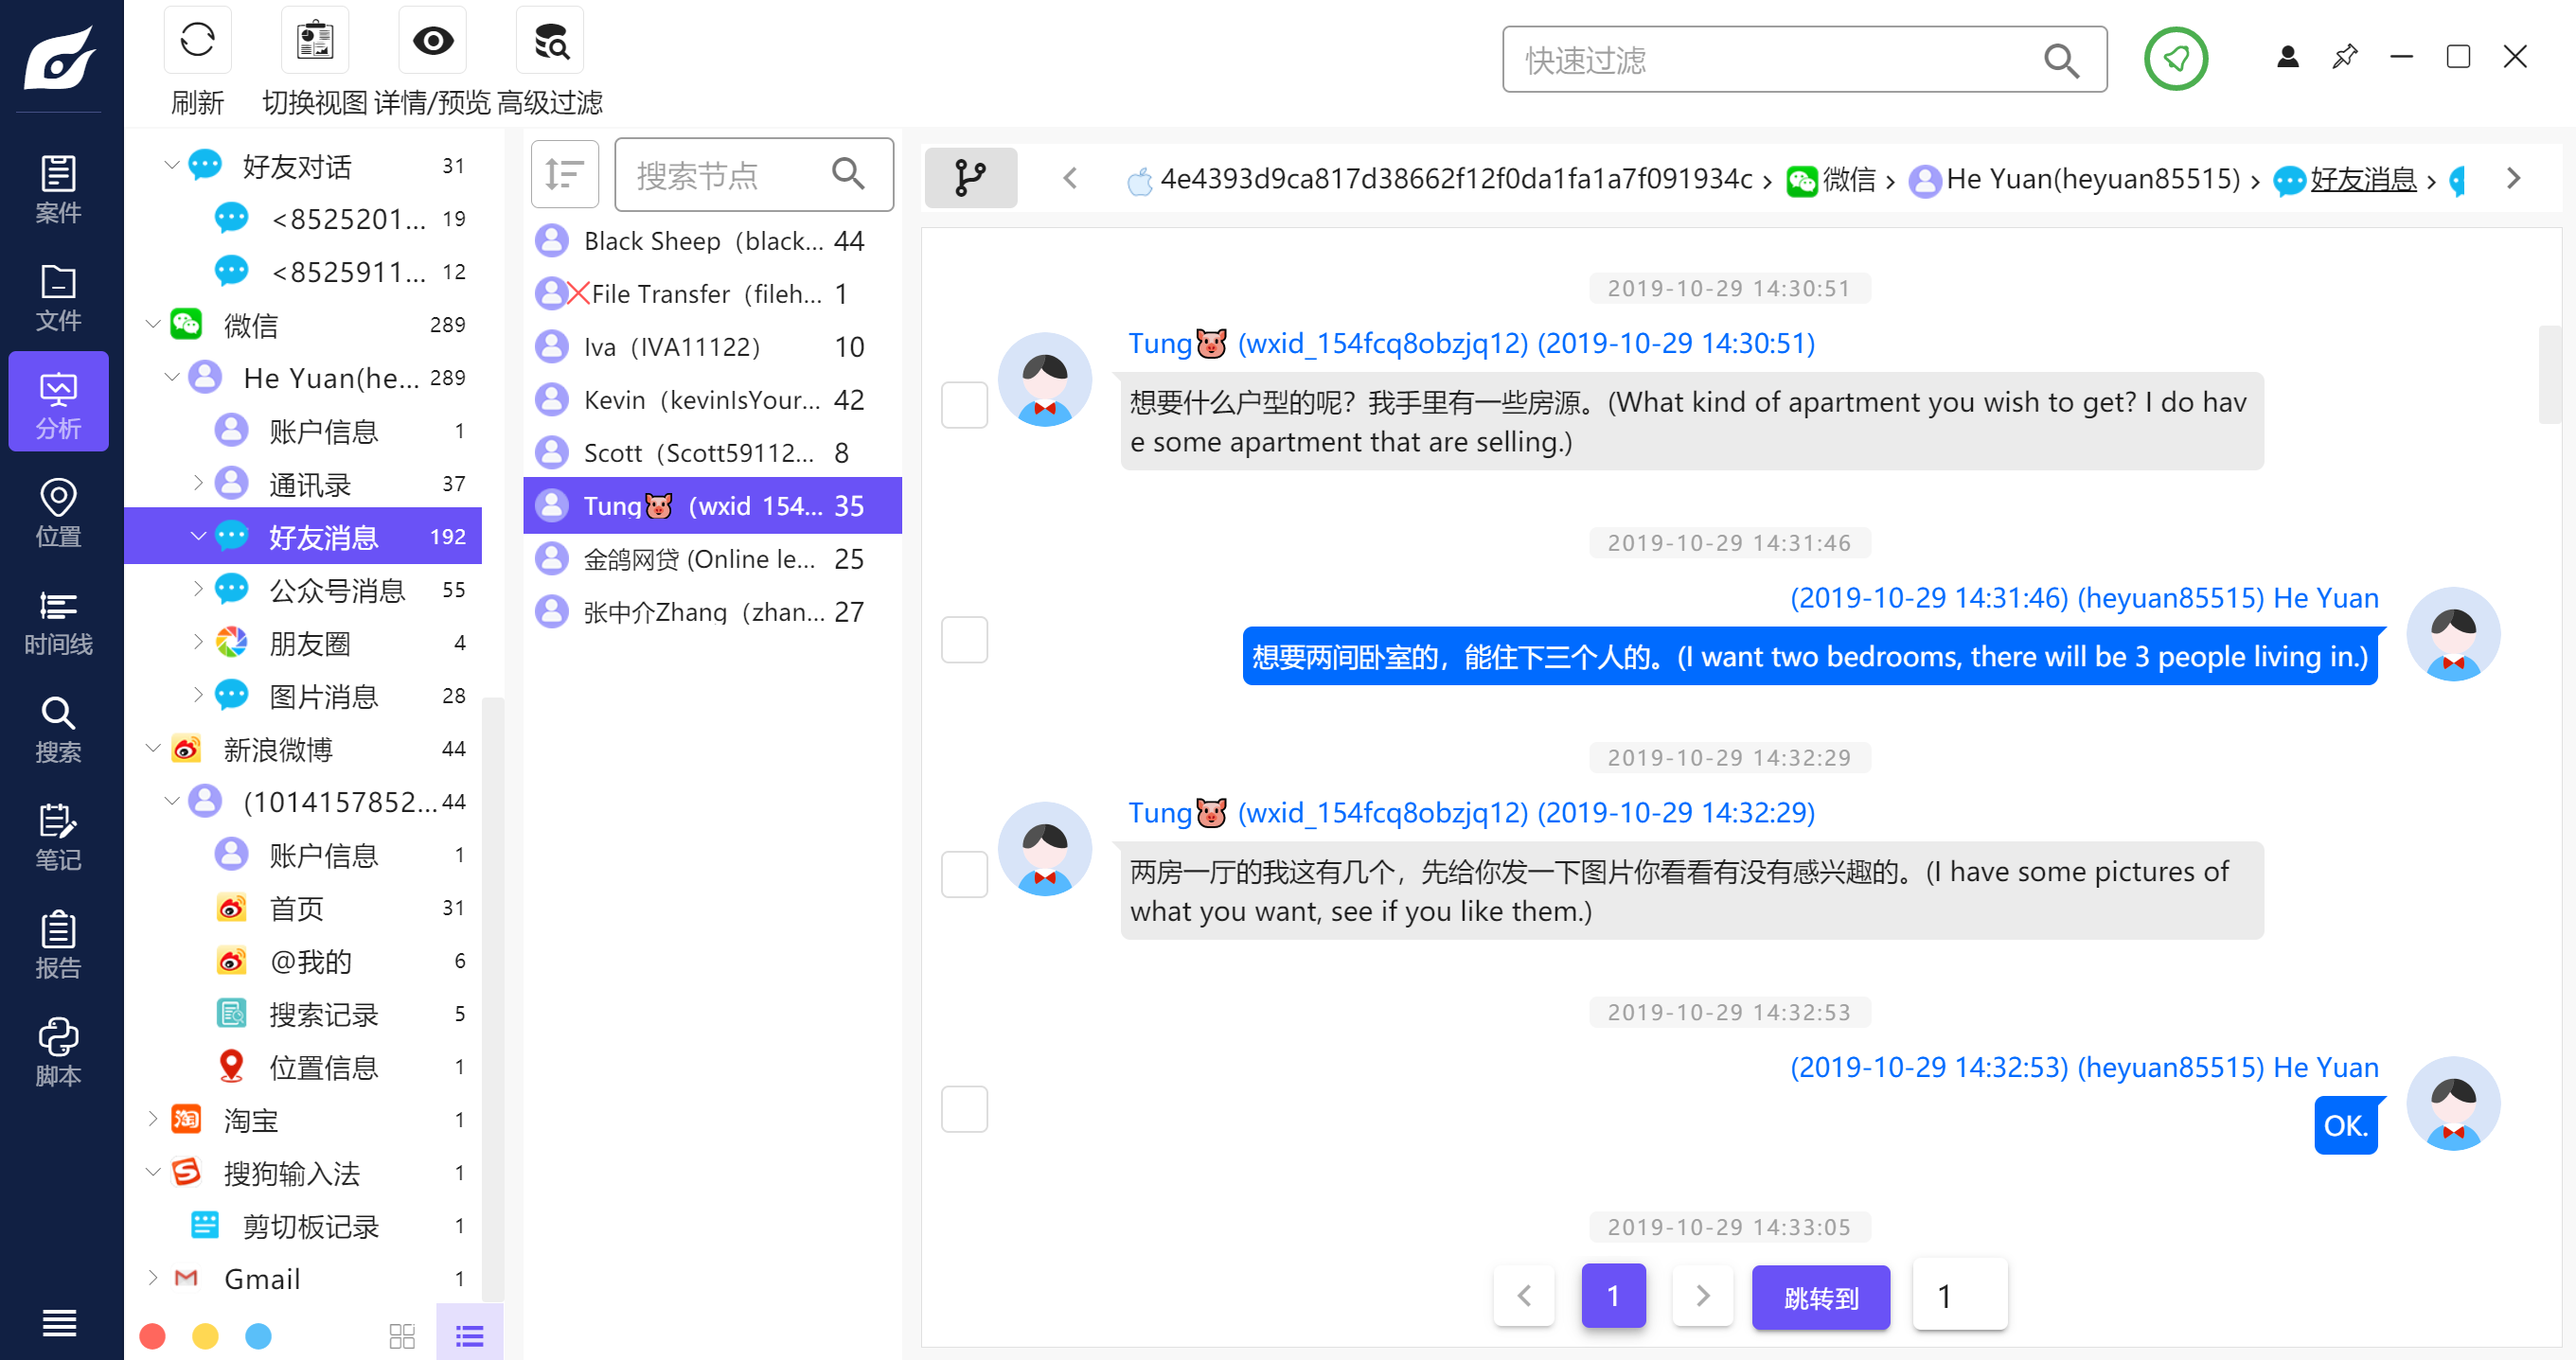 刷新
切换视图
详情/预览
高级过滤
快速过滤
案件
文件
分析
位置
时间线
搜索
笔记
报告
脚本
好友对话 31
<8525201... 19
<8525911... 12
微信 289
He Yuan(he... 289
账户信息 1
通讯录 37
好友消息 192
公众号消息 55
朋友圈 4
图片消息 28
新浪微博 44
(1014157852... 44
账户信息 1
首页 31
@我的 6
搜索记录 5
位置信息 1
淘宝 1
搜狗输入法 1
剪切板记录 1
Gmail 1
搜索节点
Black Sheep（black... 44
File Transfer（fileh... 1
Iva（IVA11122） 10
Kevin（kevinIsYour... 42
Scott（Scott59112... 8
Tung🐷（wxid 154... 35
金鸽网贷 (Online le... 25
张中介Zhang（zhan... 27
4e4393d9ca817d38662f12f0da1fa1a7f091934c › 微信 › He Yuan(heyuan85515) › 好友消息 ›
2019-10-29 14:30:51
Tung🐷 (wxid_154fcq8obzjq12) (2019-10-29 14:30:51)
想要什么户型的呢？我手里有一些房源。(What kind of apartment you wish to get? I do hav
e some apartment that are selling.)
2019-10-29 14:31:46
(2019-10-29 14:31:46) (heyuan85515) He Yuan
想要两间卧室的，能住下三个人的。(I want two bedrooms, there will be 3 people living in.)
2019-10-29 14:32:29
Tung🐷 (wxid_154fcq8obzjq12) (2019-10-29 14:32:29)
两房一厅的我这有几个，先给你发一下图片你看看有没有感兴趣的。(I have some pictures of
what you want, see if you like them.)
2019-10-29 14:32:53
(2019-10-29 14:32:53) (heyuan85515) He Yuan
OK.
2019-10-29 14:33:05
1 跳转到 1